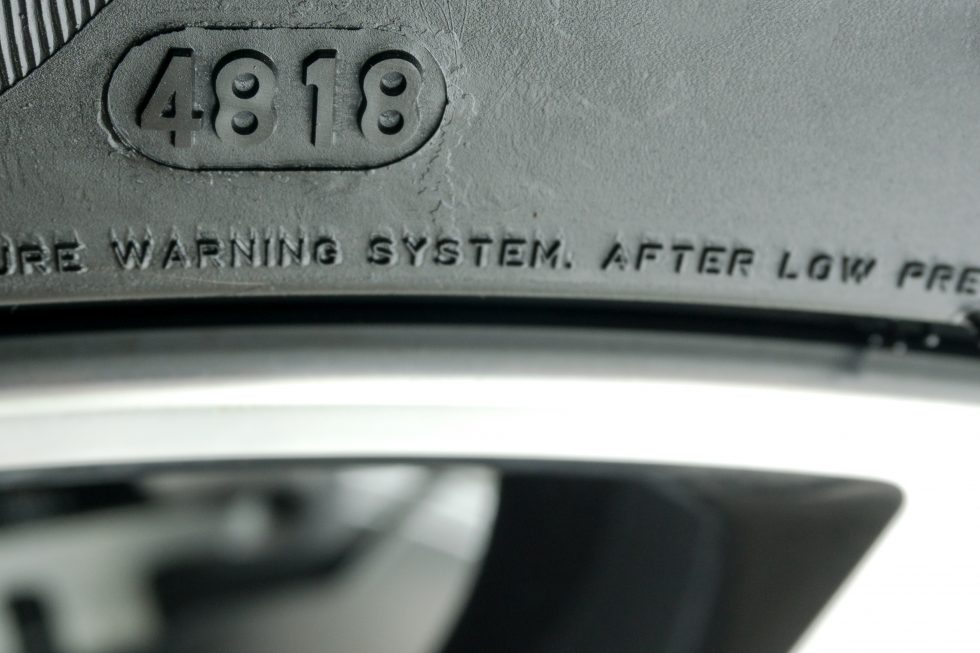 4818
WARNING SYSTEM. AFTER LOW